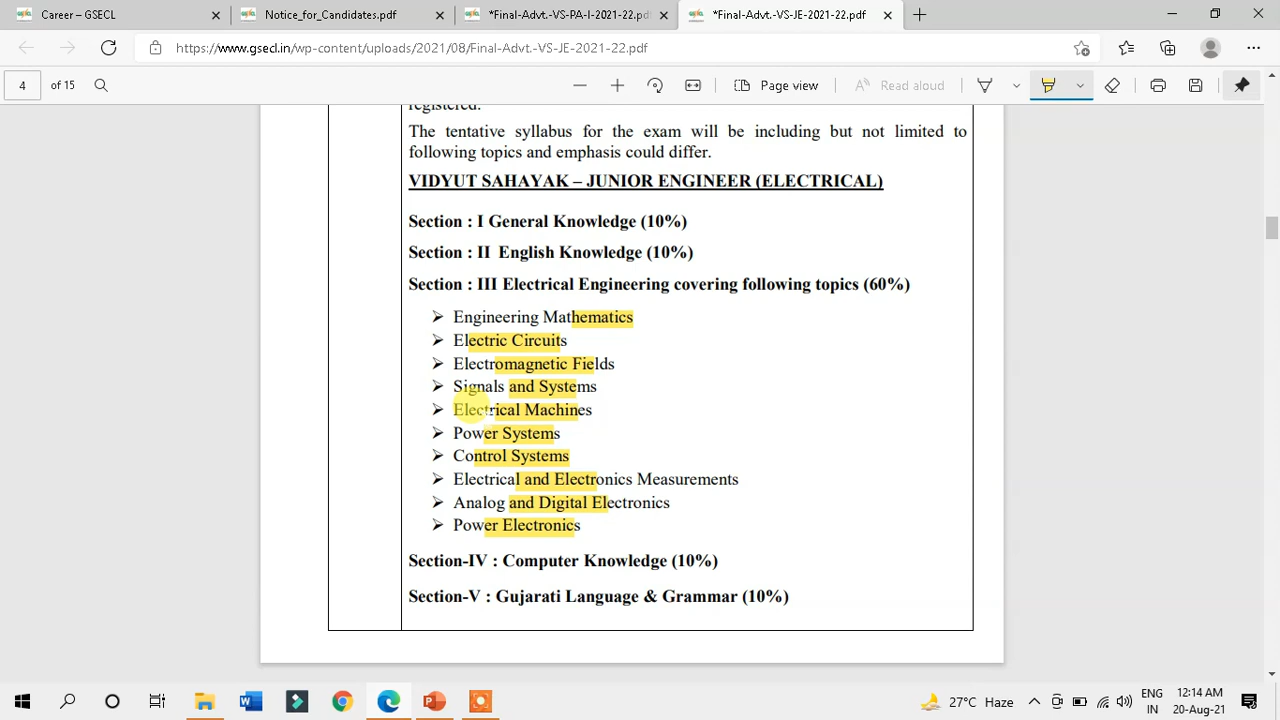 Career – GSECL
Notice_for_Candidates.pdf
*Final-Advt.-VS-PA-I-2021-22.pdf
*Final-Advt.-VS-JE-2021-22.pdf
https://www.gsecl.in/wp-content/uploads/2021/08/Final-Advt.-VS-JE-2021-22.pdf
4 of 15
Page view
Read aloud
registered.
The tentative syllabus for the exam will be including but not limited to
following topics and emphasis could differ.
VIDYUT SAHAYAK – JUNIOR ENGINEER (ELECTRICAL)
Section : I General Knowledge (10%)
Section : II English Knowledge (10%)
Section : III Electrical Engineering covering following topics (60%)
➢ Engineering Mathematics
➢ Electric Circuits
➢ Electromagnetic Fields
➢ Signals and Systems
➢ Electrical Machines
➢ Power Systems
➢ Control Systems
➢ Electrical and Electronics Measurements
➢ Analog and Digital Electronics
➢ Power Electronics
Section-IV : Computer Knowledge (10%)
Section-V : Gujarati Language & Grammar (10%)
27°C Haze
ENG
IN
12:14 AM
20-Aug-21